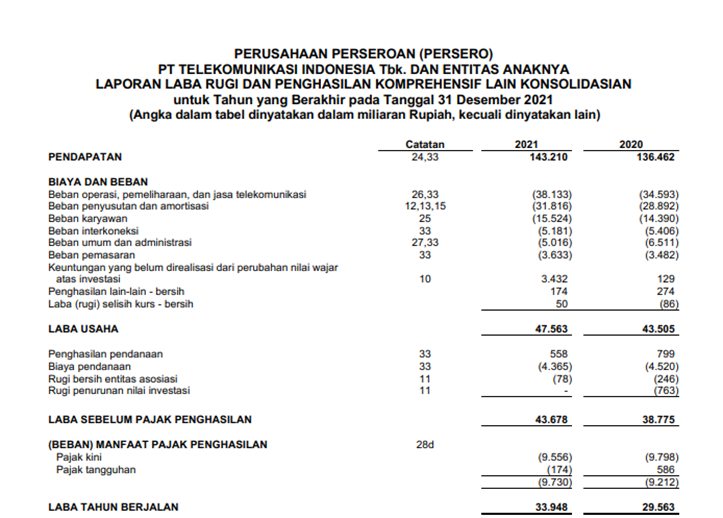 PERUSAHAAN PERSEROAN (PERSERO)
PT TELEKOMUNIKASI INDONESIA Tbk. DAN ENTITAS ANAKNYA
LAPORAN LABA RUGI DAN PENGHASILAN KOMPREHENSIF LAIN KONSOLIDASIAN
untuk Tahun yang Berakhir pada Tanggal 31 Desember 2021
(Angka dalam tabel dinyatakan dalam miliaran Rupiah, kecuali dinyatakan lain)
Catatan 2021 2020
PENDAPATAN 24,33 143.210 136.462
BIAYA DAN BEBAN
Beban operasi, pemeliharaan, dan jasa telekomunikasi 26,33 (38.133) (34.593)
Beban penyusutan dan amortisasi 12,13,15 (31.816) (28.892)
Beban karyawan 25 (15.524) (14.390)
Beban interkoneksi 33 (5.181) (5.406)
Beban umum dan administrasi 27,33 (5.016) (6.511)
Beban pemasaran 33 (3.633) (3.482)
Keuntungan yang belum direalisasi dari perubahan nilai wajar
atas investasi 10 3.432 129
Penghasilan lain-lain - bersih 174 274
Laba (rugi) selisih kurs - bersih 50 (86)
LABA USAHA 47.563 43.505
Penghasilan pendanaan 33 558 799
Biaya pendanaan 33 (4.365) (4.520)
Rugi bersih entitas asosiasi 11 (78) (246)
Rugi penurunan nilai investasi 11 - (763)
LABA SEBELUM PAJAK PENGHASILAN 43.678 38.775
(BEBAN) MANFAAT PAJAK PENGHASILAN 28d
Pajak kini (9.556) (9.798)
Pajak tangguhan (174) 586
(9.730) (9.212)
LABA TAHUN BERJALAN 33.948 29.563